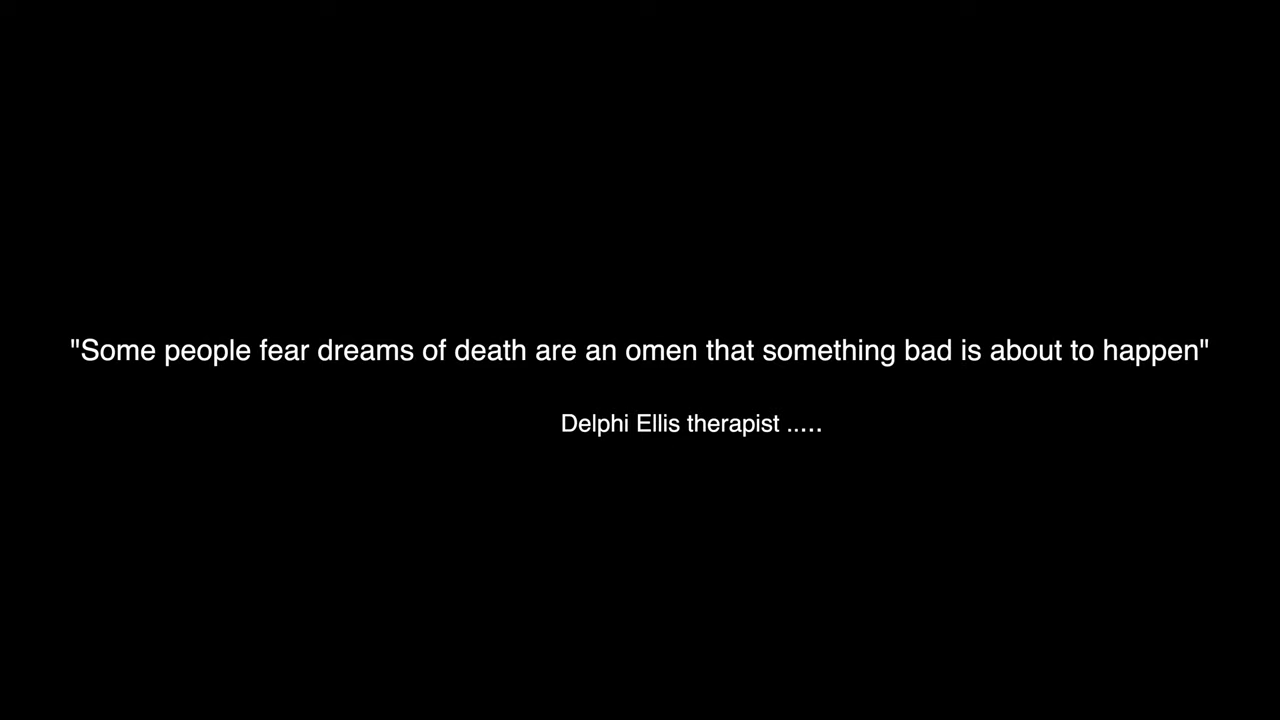 "Some people fear dreams of death are an omen that something bad is about to happen"
Delphi Ellis therapist .....